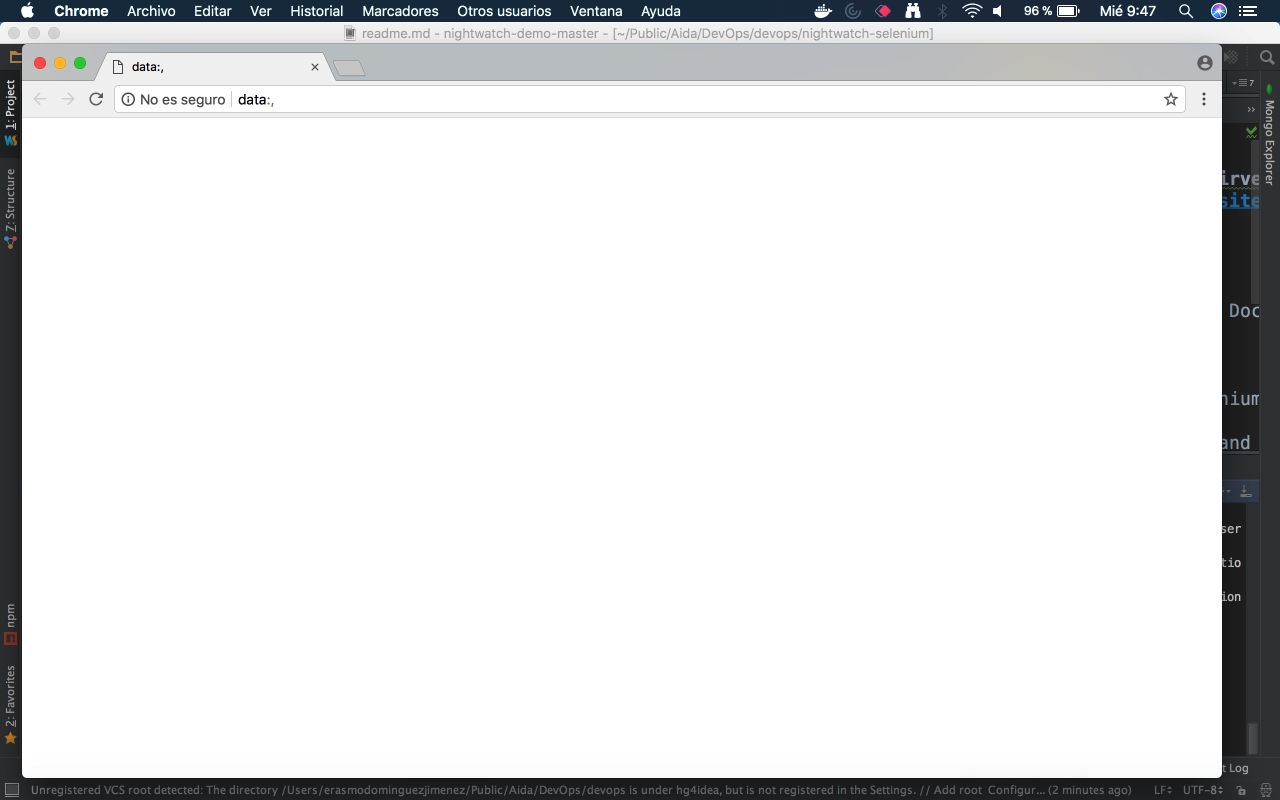 Chrome Archivo Editar Ver Historial Marcadores Otros usuarios Ventana Ayuda 96 % Mié 9:47
readme.md - nightwatch-demo-master - [~/Public/Aida/DevOps/devops/nightwatch-selenium]
data:,
No es seguro data:,
1: Project
WS
Z: Structure
npm
2: Favorites
7
Mongo Explorer
irve
site
Doc
nium
and
ser
tio
ion
t Log
Unregistered VCS root detected: The directory /Users/erasmodominguezjimenez/Public/Aida/DevOps/devops is under hg4idea, but is not registered in the Settings. // Add root Configur... (2 minutes ago) LF UTF-8